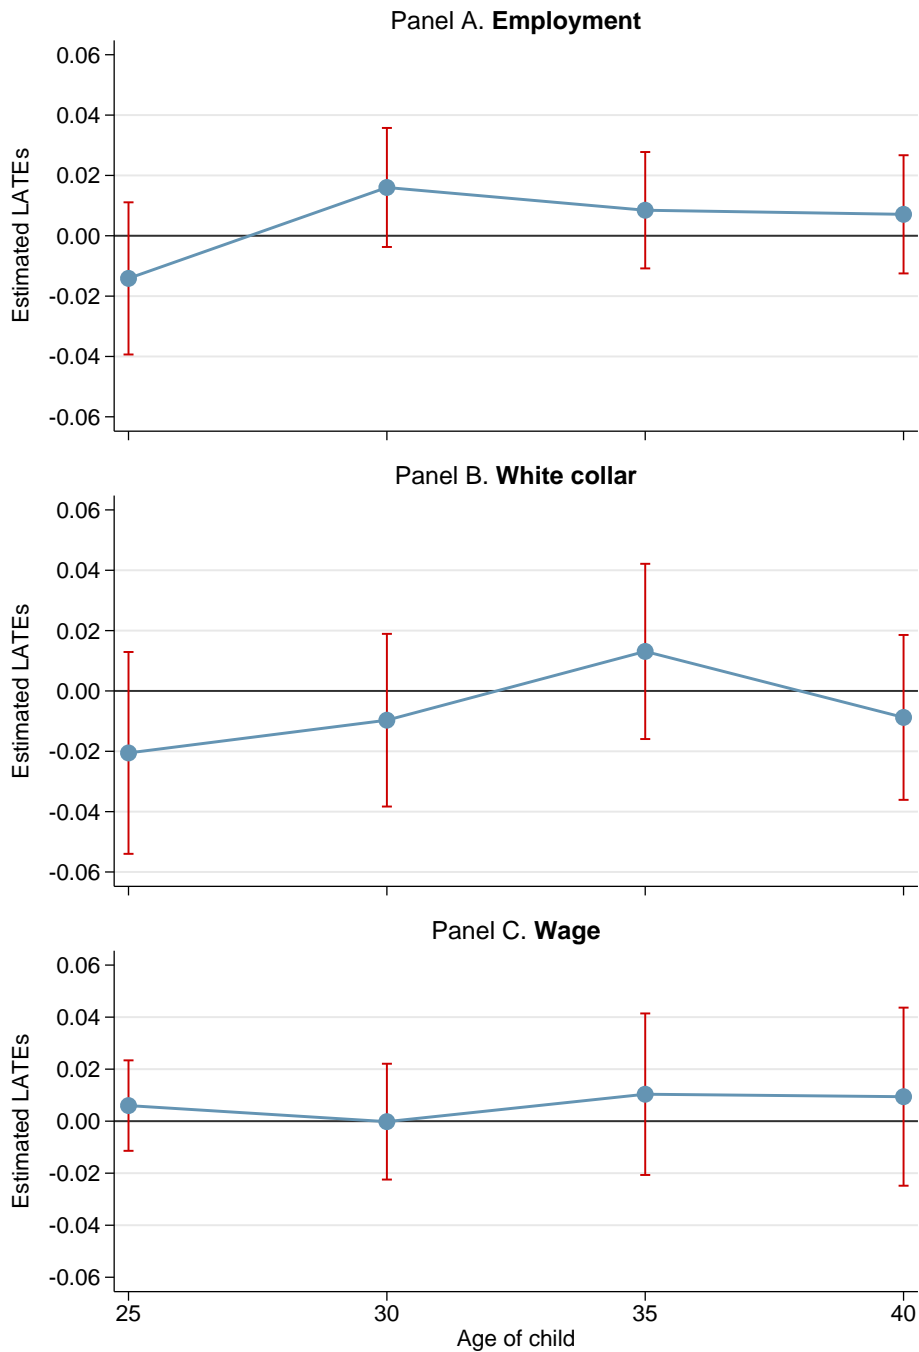 Panel A. Employment
0.06
0.04
0.02
0.00
-0.02
-0.04
-0.06
Estimated LATEs
Panel B. White collar
0.06
0.04
0.02
0.00
-0.02
-0.04
-0.06
Estimated LATEs
Panel C. Wage
0.06
0.04
0.02
0.00
-0.02
-0.04
-0.06
Estimated LATEs
25 30 35 40
Age of child